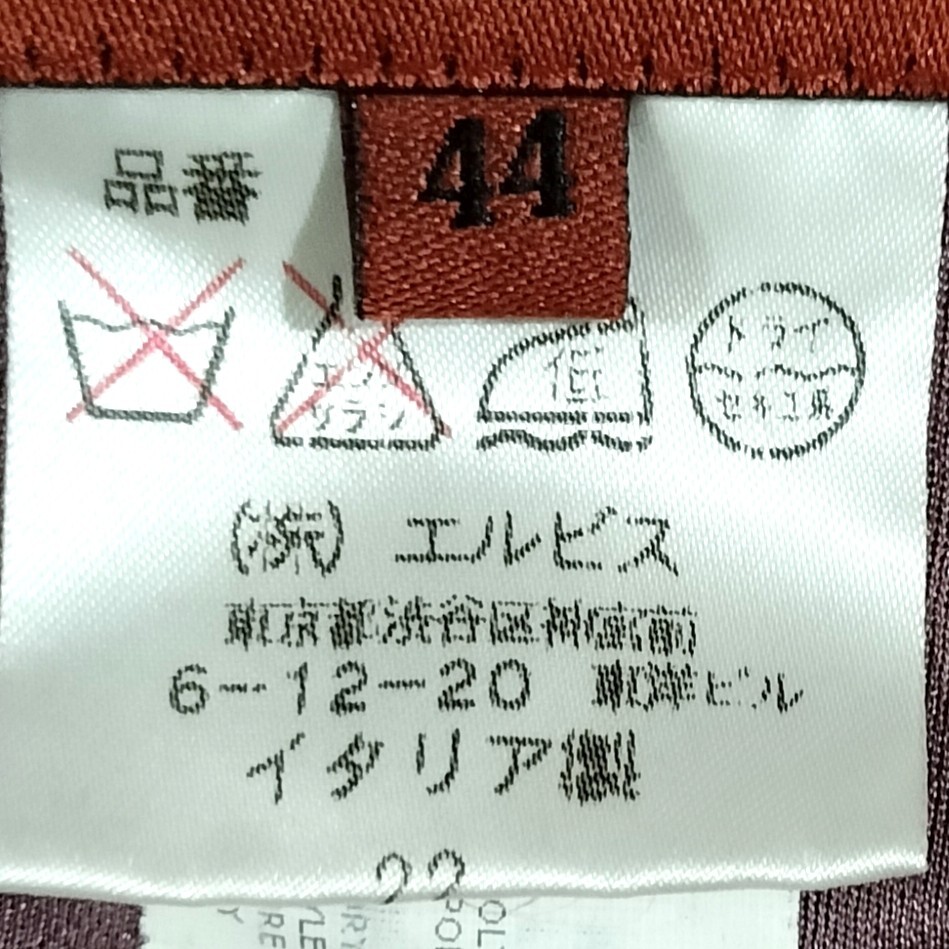 44
品番
エンソ
サラシ
低
ドライ
セキユ系
㈱ エルビス
東京都渋谷区神宮前
6-12-20 東洋ビル
イタリア製
22